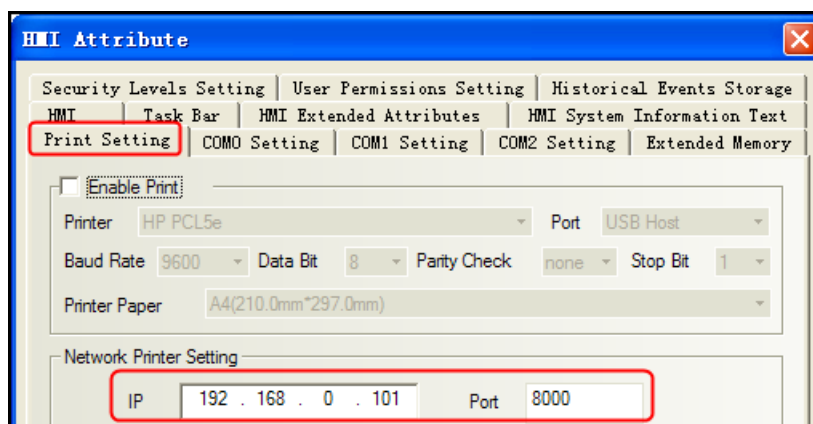 HMI Attribute
Security Levels Setting User Permissions Setting Historical Events Storage
HMI Task Bar HMI Extended Attributes HMI System Information Text
Print Setting COM0 Setting COM1 Setting COM2 Setting Extended Memory
Enable Print
Printer HP PCL5e Port USB Host
Baud Rate 9600 Data Bit 8 Parity Check none Stop Bit 1
Printer Paper A4(210.0mm*297.0mm)
Network Printer Setting
IP 192 . 168 . 0 . 101 Port 8000